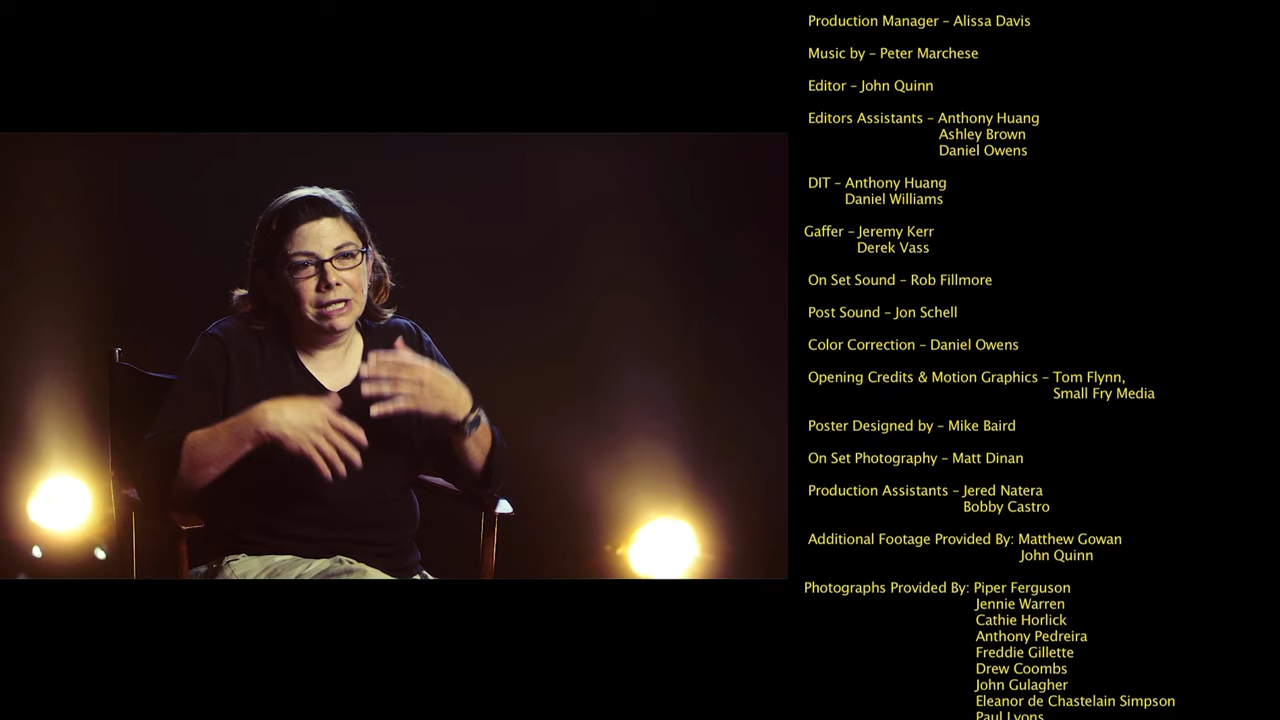 Production Manager – Alissa Davis
Music by – Peter Marchese
Editor – John Quinn
Editors Assistants – Anthony Huang
Ashley Brown
Daniel Owens
DIT – Anthony Huang
Daniel Williams
Gaffer – Jeremy Kerr
Derek Vass
On Set Sound – Rob Fillmore
Post Sound – Jon Schell
Color Correction – Daniel Owens
Opening Credits & Motion Graphics – Tom Flynn,
Small Fry Media
Poster Designed by – Mike Baird
On Set Photography – Matt Dinan
Production Assistants – Jered Natera
Bobby Castro
Additional Footage Provided By: Matthew Gowan
John Quinn
Photographs Provided By: Piper Ferguson
Jennie Warren
Cathie Horlick
Anthony Pedreira
Freddie Gillette
Drew Coombs
John Gulagher
Eleanor de Chastelain Simpson
Paul Lyons